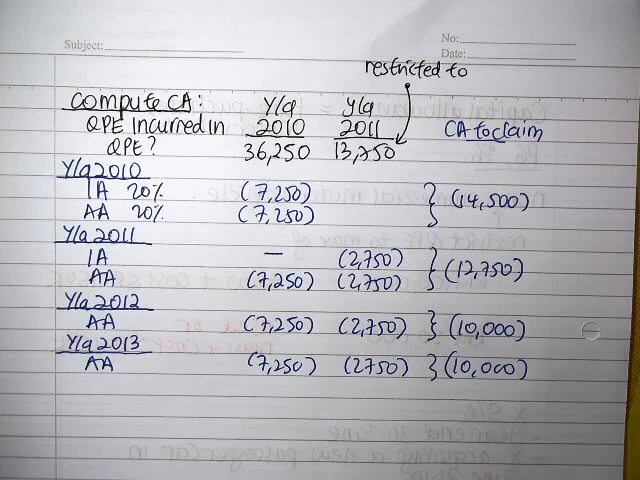 Subject:
No:
Date:
restricted to
Compute CA: Y/a Y/a
QPE incurred in 2010 2011 CA to claim
QPE? 36,250 13,750
Y/a 2010
IA 20% (7,250)
AA 20% (7,250) } (14,500)
Y/a 2011
IA — (2,750)
AA (7,250) (2,750) } (12,750)
Y/a 2012
AA (7,250) (2,750) } (10,000)
Y/a 2013
AA (7,250) (2750) } (10,000)